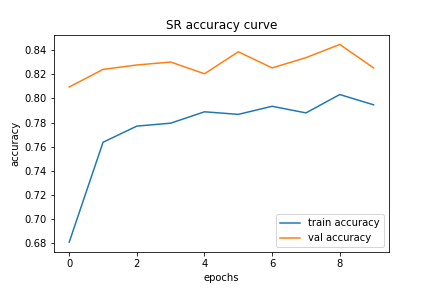 SR accuracy curve
accuracy
0.84
0.82
0.80
0.78
0.76
0.74
0.72
0.70
0.68
0 2 4 6 8
epochs
train accuracy
val accuracy